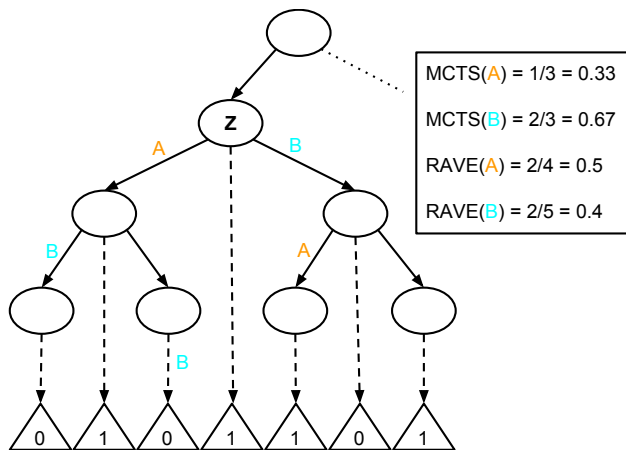 MCTS(A) = 1/3 = 0.33
MCTS(B) = 2/3 = 0.67
RAVE(A) = 2/4 = 0.5
RAVE(B) = 2/5 = 0.4
Z
A
B
B
A
B
0
1
0
1
1
0
1